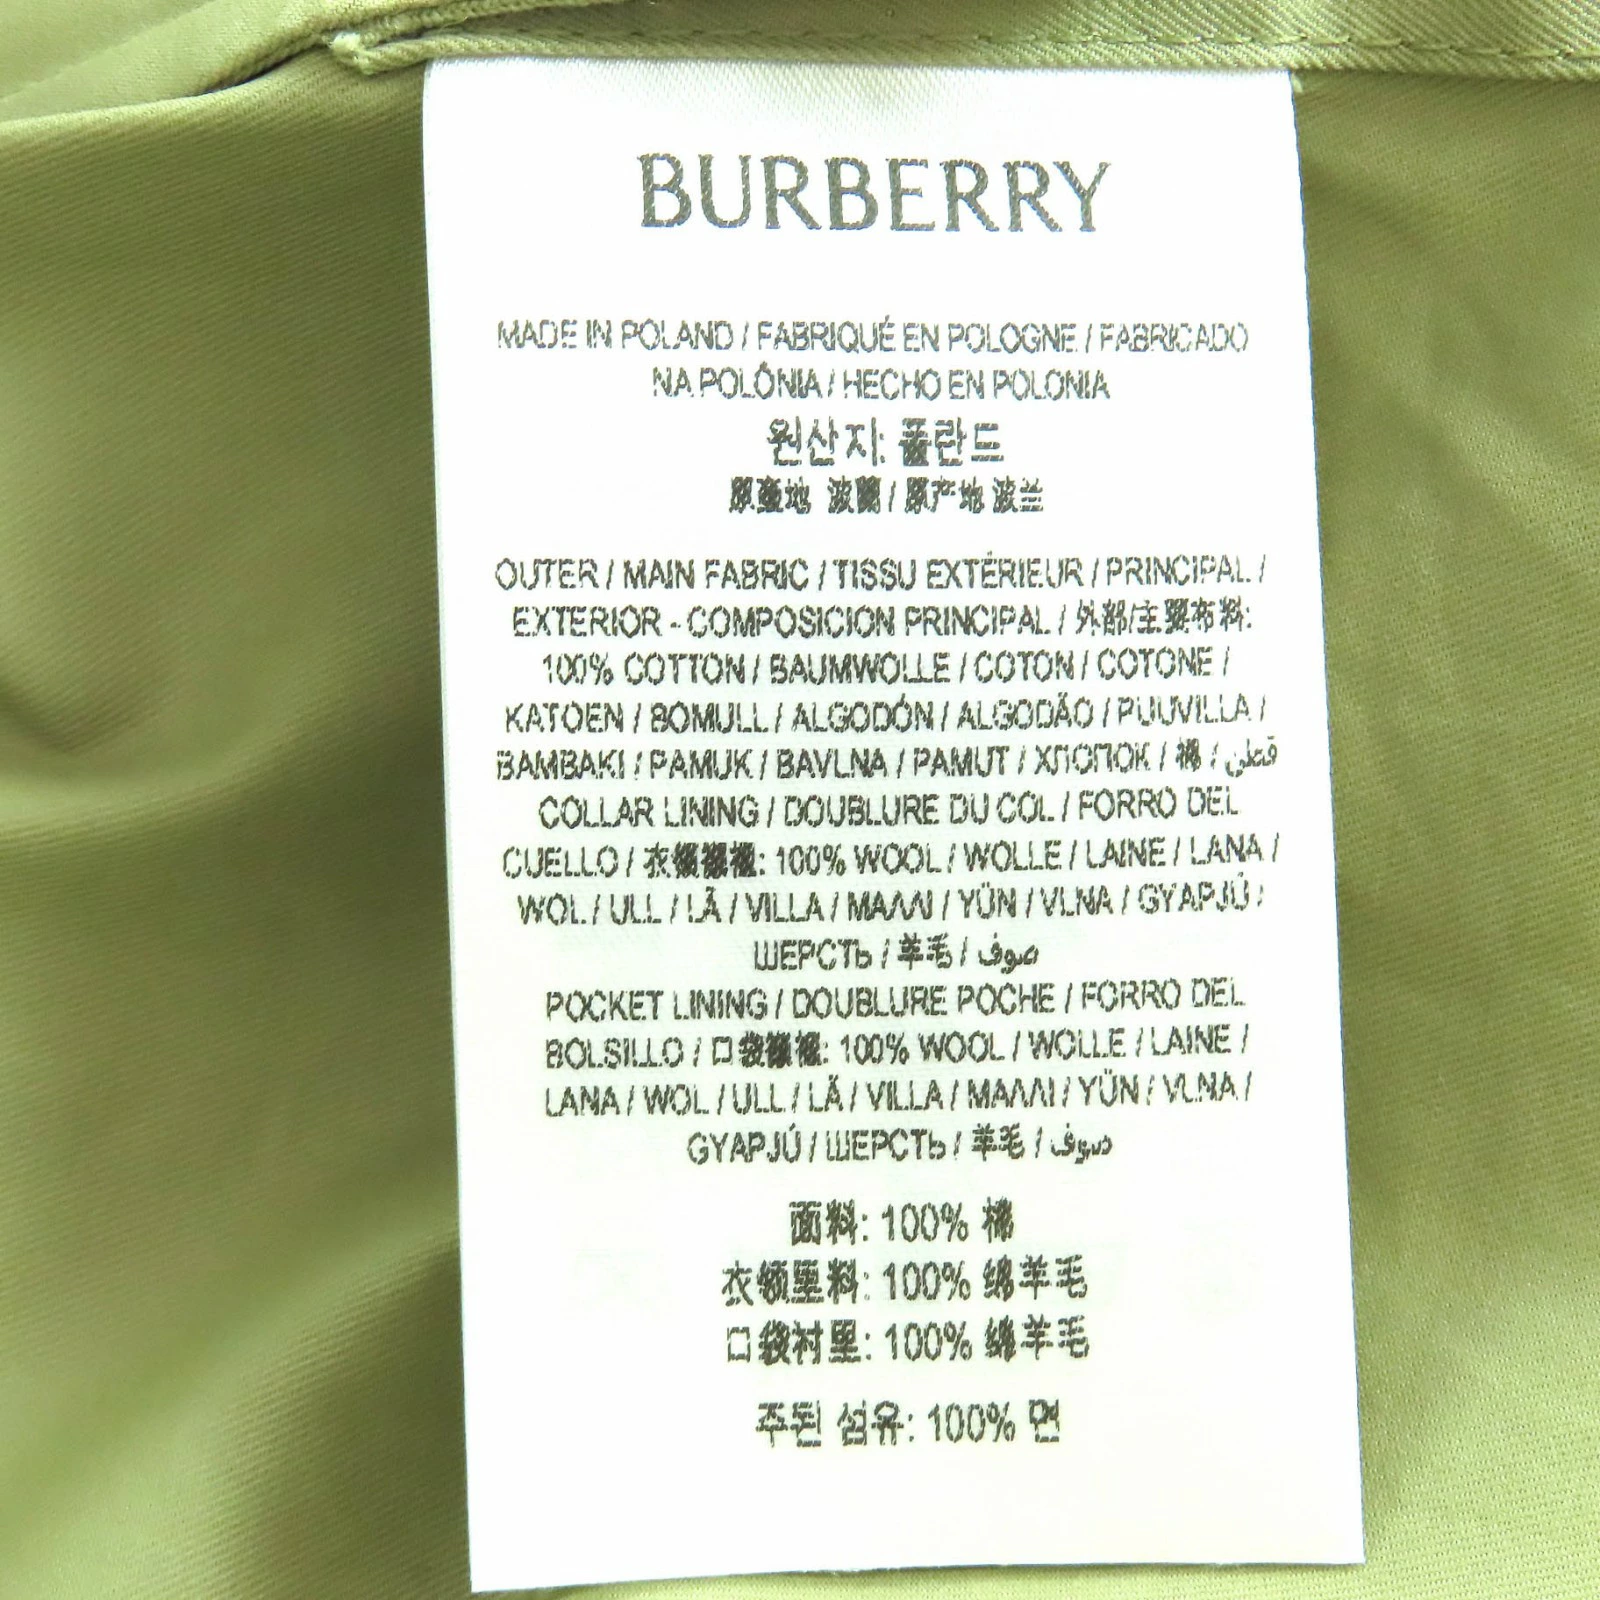 BURBERRY
MADE IN POLAND / FABRIQUÉ EN POLOGNE / FABRICADO
NA POLÔNIA / HECHO EN POLONIA
원산지: 폴란드
原產地 波蘭 / 原产地 波兰
OUTER / MAIN FABRIC / TISSU EXTÉRIEUR / PRINCIPAL /
EXTERIOR - COMPOSICION PRINCIPAL / 外部/主要布料:
100% COTTON / BAUMWOLLE / COTON / COTONE /
KATOEN / BOMULL / ALGODÓN / ALGODÃO / PUUVILLA /
BAMBAKI / PAMUK / BAVLNA / PAMUT / ХЛОПОК / 棉 / قطن
COLLAR LINING / DOUBLURE DU COL / FORRO DEL
CUELLO / 衣領襯裡: 100% WOOL / WOLLE / LAINE / LANA /
WOL / ULL / LÃ / VILLA / ΜΑΛΛΙ / YÜN / VLNA / GYAPJÚ /
ШЕРСТЬ / 羊毛 / صوف
POCKET LINING / DOUBLURE POCHE / FORRO DEL
BOLSILLO / 口袋襯裡: 100% WOOL / WOLLE / LAINE /
LANA / WOL / ULL / LÃ / VILLA / ΜΑΛΛΙ / YÜN / VLNA /
GYAPJÚ / ШЕРСТЬ / 羊毛 / صوف
面料: 100% 棉
衣领里料: 100% 绵羊毛
口袋衬里: 100% 绵羊毛
주된 섬유: 100% 면